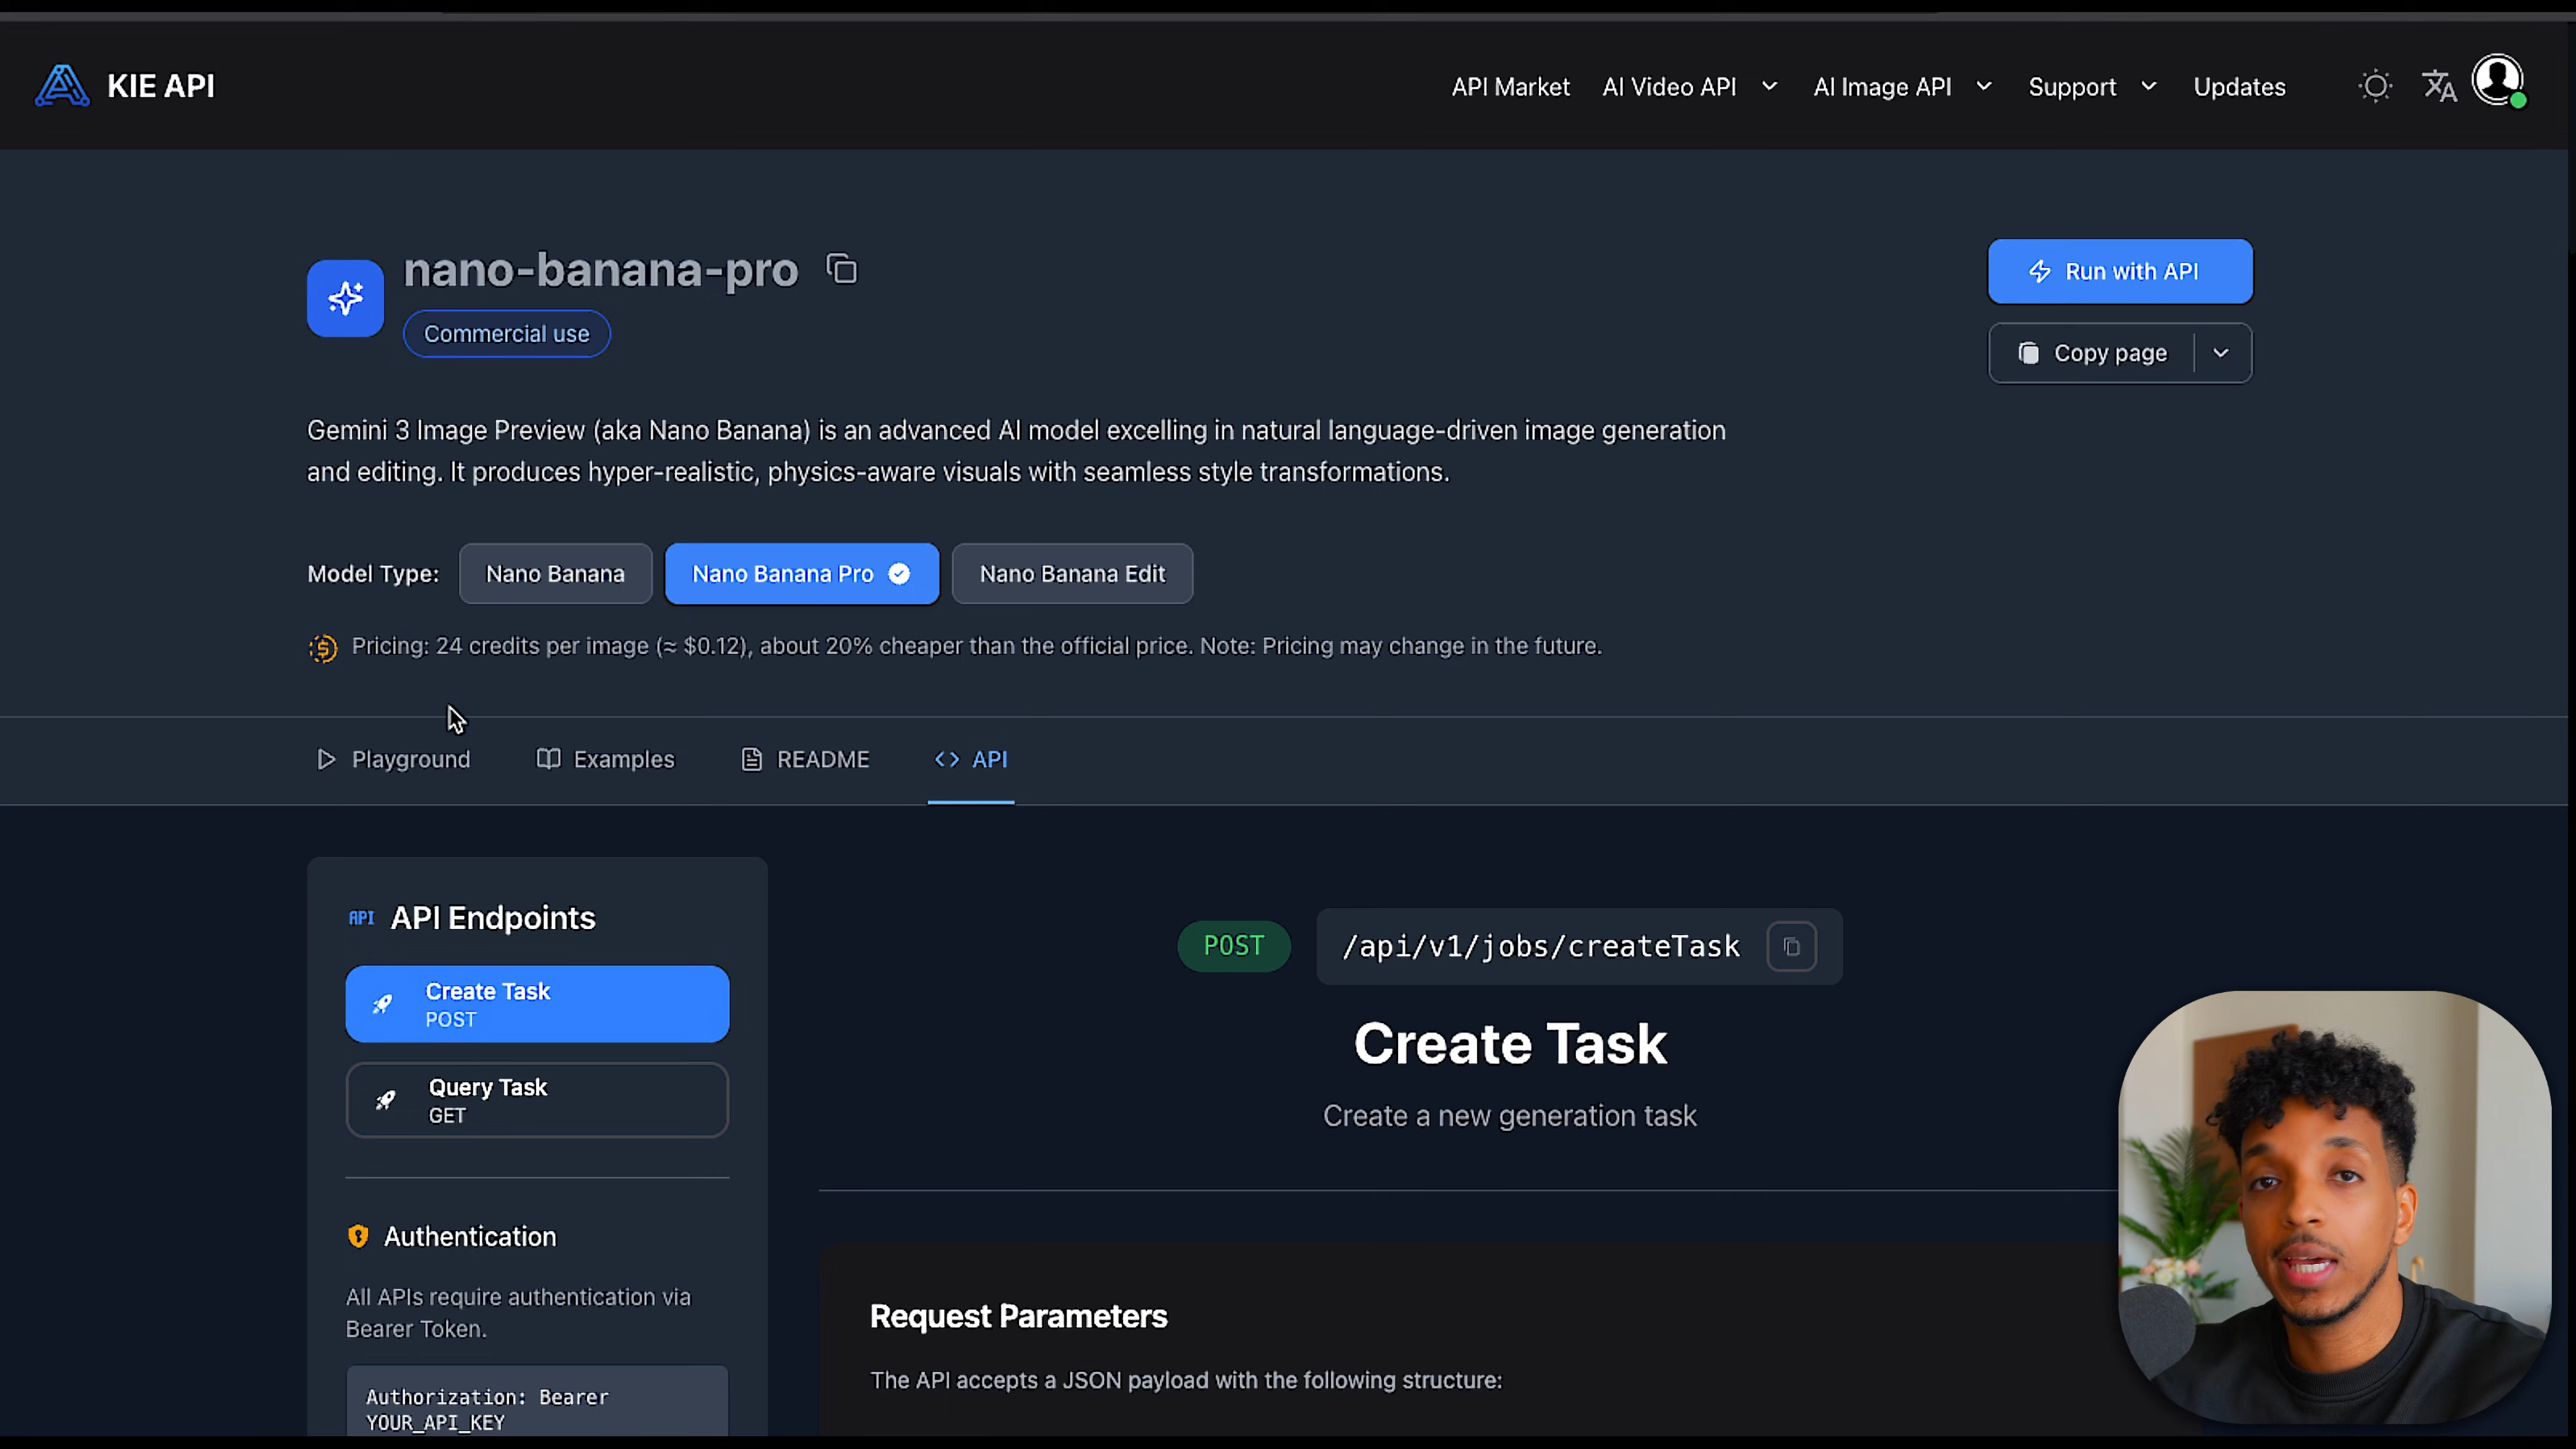 KIE API
API Market
AI Video API
AI Image API
Support
Updates
nano-banana-pro
Commercial use
Run with API
Copy page
Gemini 3 Image Preview (aka Nano Banana) is an advanced AI model excelling in natural language-driven image generation
and editing. It produces hyper-realistic, physics-aware visuals with seamless style transformations.
Model Type:
Nano Banana
Nano Banana Pro
Nano Banana Edit
Pricing: 24 credits per image (≈ $0.12), about 20% cheaper than the official price. Note: Pricing may change in the future.
Playground
Examples
README
API
API API Endpoints
Create Task
POST
Query Task
GET
Authentication
All APIs require authentication via
Bearer Token.
Authorization: Bearer
YOUR_API_KEY
POST
/api/v1/jobs/createTask
Create Task
Create a new generation task
Request Parameters
The API accepts a JSON payload with the following structure: